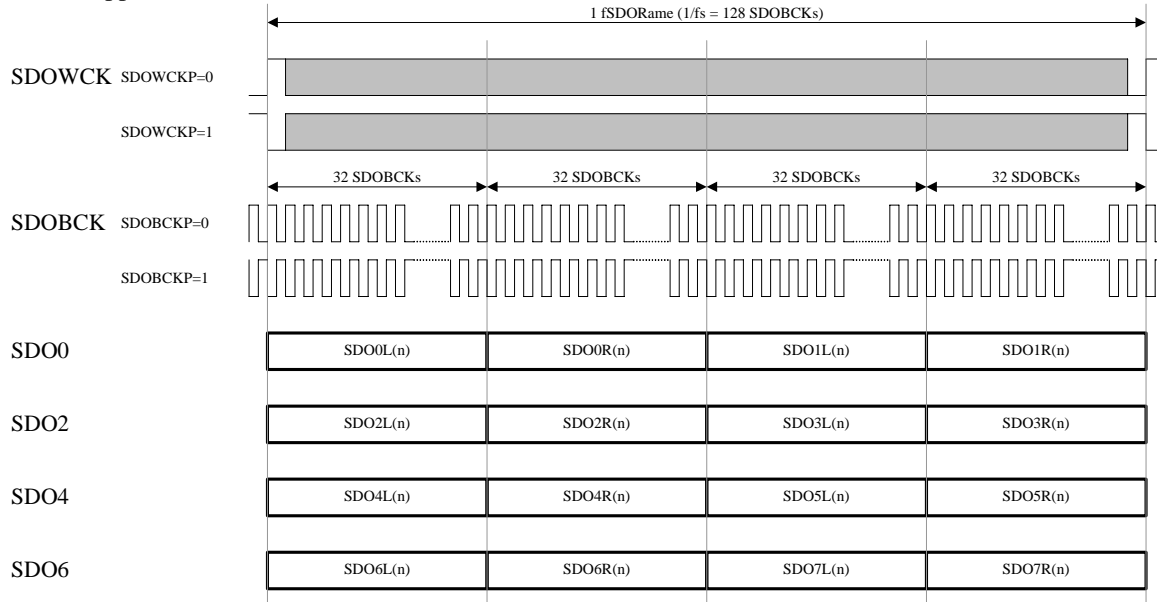 1 fSDORame (1/fs = 128 SDOBCKs)
SDOWCK SDOWCKP=0
SDOWCKP=1
32 SDOBCKs 32 SDOBCKs 32 SDOBCKs 32 SDOBCKs
SDOBCK SDOBCKP=0
SDOBCKP=1
SDO0 SDO0L(n) SDO0R(n) SDO1L(n) SDO1R(n)
SDO2 SDO2L(n) SDO2R(n) SDO3L(n) SDO3R(n)
SDO4 SDO4L(n) SDO4R(n) SDO5L(n) SDO5R(n)
SDO6 SDO6L(n) SDO6R(n) SDO7L(n) SDO7R(n)